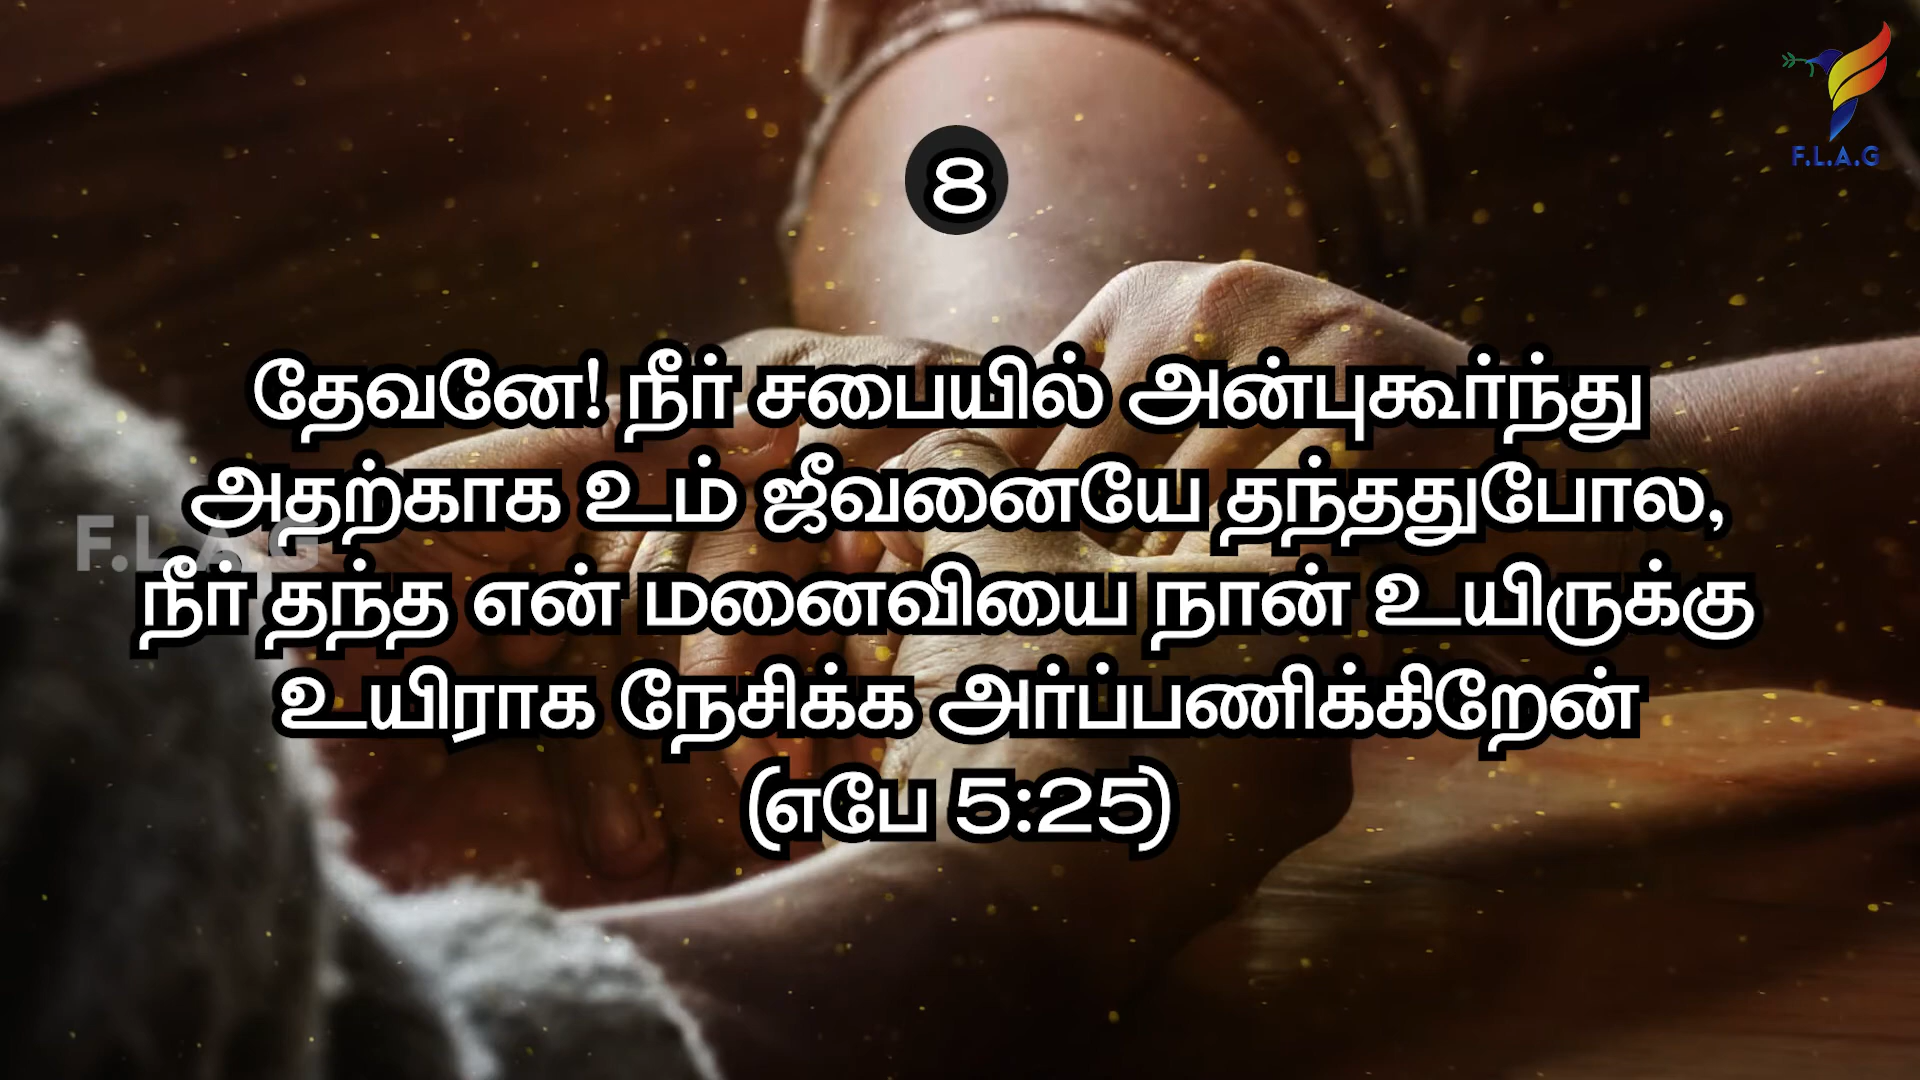 F.L.A.G
8
தேவனே! நீர் சபையில் அன்புகூர்ந்து
அதற்காக உம் ஜீவனையே தந்ததுபோல,
F.L.A.G
நீர் தந்த என் மனைவியை நான் உயிருக்கு
உயிராக நேசிக்க அர்ப்பணிக்கிறேன்
(எபே 5:25)